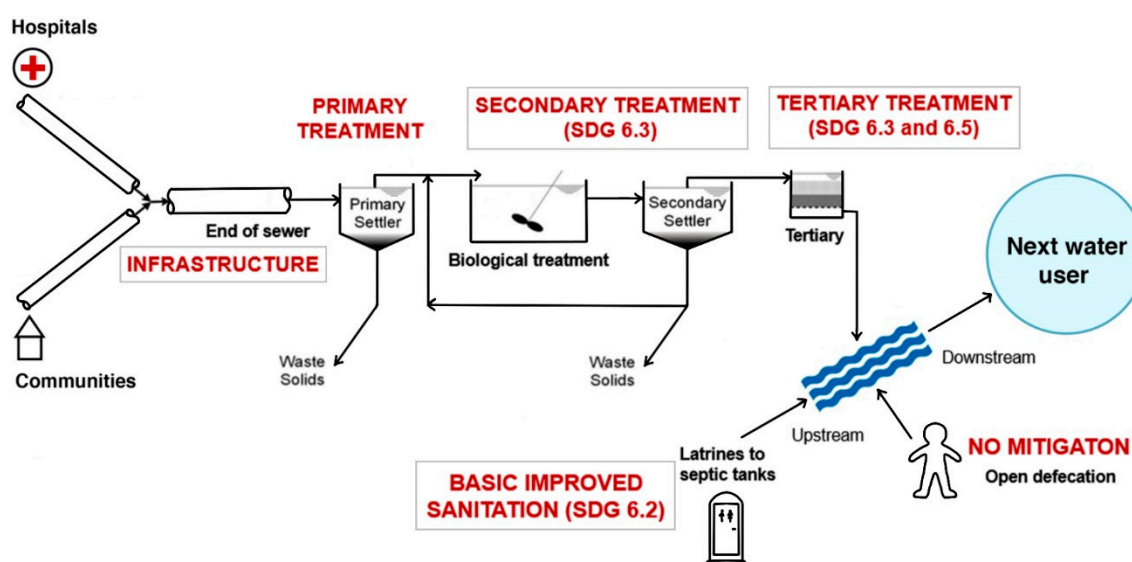 Hospitals
PRIMARY
TREATMENT
SECONDARY TREATMENT
(SDG 6.3)
TERTIARY TREATMENT
(SDG 6.3 and 6.5)
End of sewer
INFRASTRUCTURE
Primary
Settler
Biological treatment
Secondary
Settler
Tertiary
Next water
user
Communities
Waste
Solids
Waste
Solids
Downstream
Upstream
Latrines to
septic tanks
BASIC IMPROVED
SANITATION (SDG 6.2)
NO MITIGATON
Open defecation